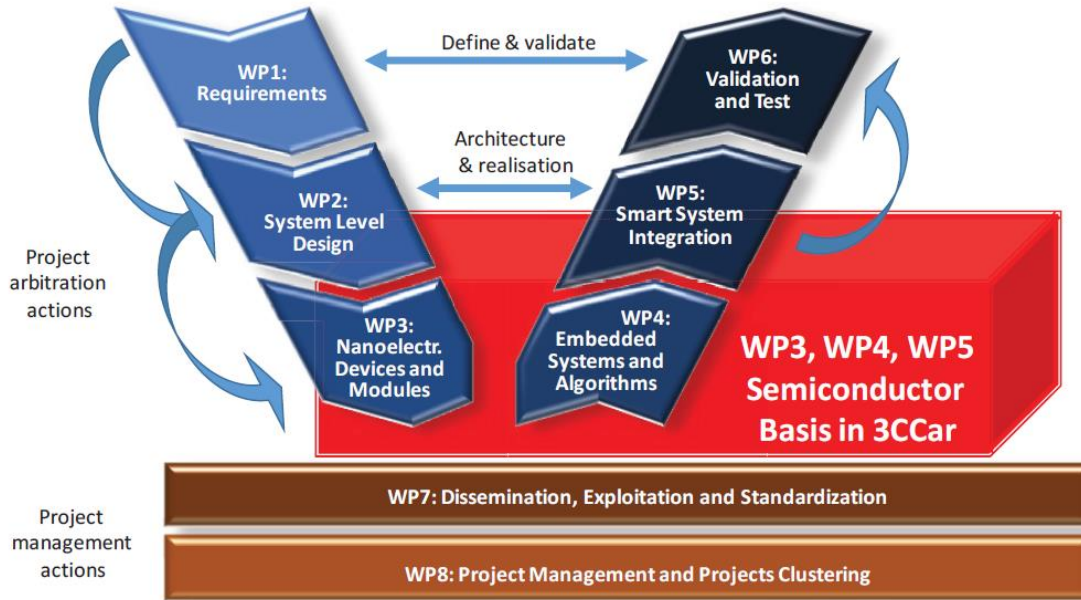 Define & validate
WP1:
Requirements
WP6:
Validation
and Test
Architecture
& realisation
WP2:
System Level
Design
WP5:
Smart System
Integration
Project
arbitration
actions
WP3:
Nanoelectr.
Devices and
Modules
WP4:
Embedded
Systems and
Algorithms
WP3, WP4, WP5
Semiconductor
Basis in 3CCar
WP7: Dissemination, Exploitation and Standardization
Project
management
actions
WP8: Project Management and Projects Clustering